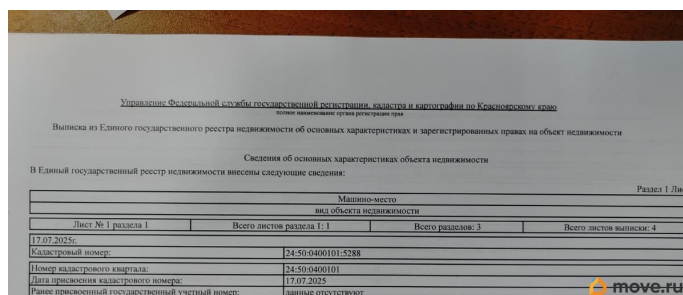 Управление Федеральной службы государственной регистрации, кадастра и картографии по Красноярскому краю
полное наименование органа регистрации прав
Выписка из Единого государственного реестра недвижимости об основных характеристиках и зарегистрированных правах на объект недвижимости
Сведения об основных характеристиках объекта недвижимости
В Единый государственный реестр недвижимости внесены следующие сведения:
Раздел 1 Ли
Машино-место
вид объекта недвижимости
Лист № 1 раздела 1 Всего листов раздела 1: 1 Всего разделов: 3 Всего листов выписки: 4
17.07.2025г.
Кадастровый номер: 24:50:0400101:5288
Номер кадастрового квартала: 24:50:0400101
Дата присвоения кадастрового номера: 17.07.2025
Ранее присвоенный государственный учетный номер: данные отсутствуют
move.ru